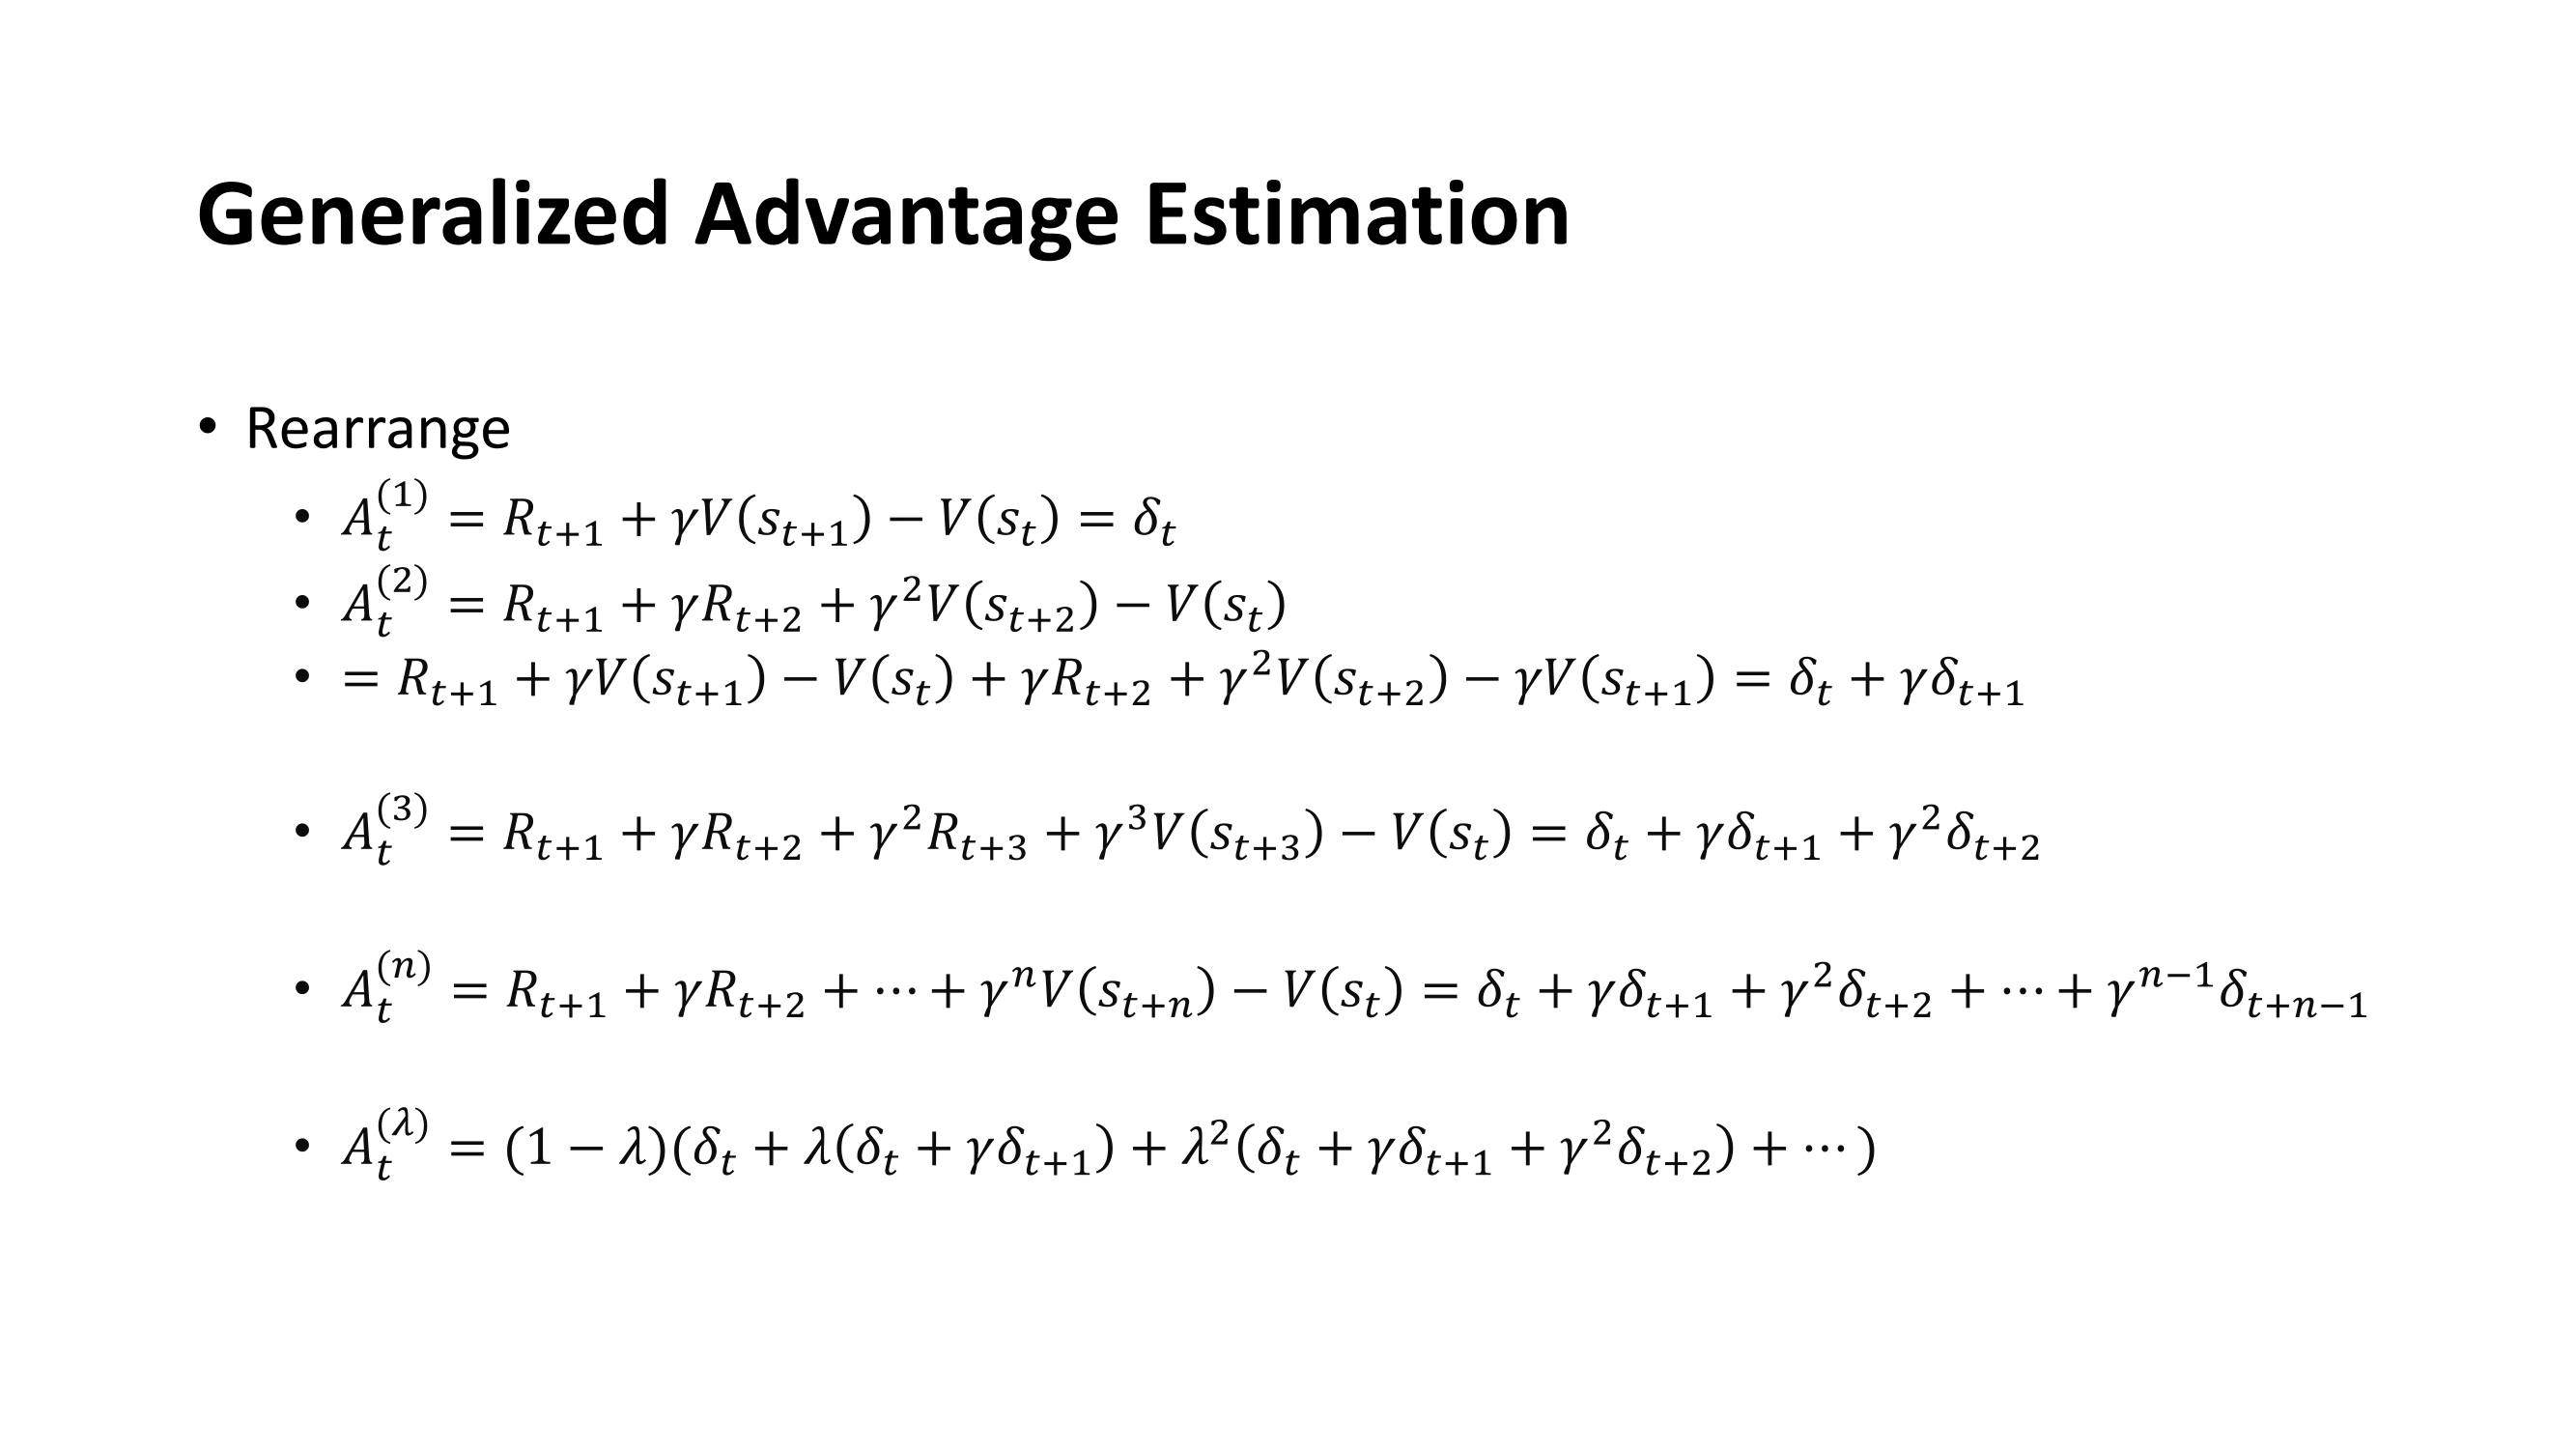 Generalized Advantage Estimation
• Rearrange
• $A_t^{(1)} = R_{t+1} + \gamma V(s_{t+1}) - V(s_t) = \delta_t$
• $A_t^{(2)} = R_{t+1} + \gamma R_{t+2} + \gamma^2 V(s_{t+2}) - V(s_t)$
• $= R_{t+1} + \gamma V(s_{t+1}) - V(s_t) + \gamma R_{t+2} + \gamma^2 V(s_{t+2}) - \gamma V(s_{t+1}) = \delta_t + \gamma \delta_{t+1}$
• $A_t^{(3)} = R_{t+1} + \gamma R_{t+2} + \gamma^2 R_{t+3} + \gamma^3 V(s_{t+3}) - V(s_t) = \delta_t + \gamma \delta_{t+1} + \gamma^2 \delta_{t+2}$
• $A_t^{(n)} = R_{t+1} + \gamma R_{t+2} + \cdots + \gamma^n V(s_{t+n}) - V(s_t) = \delta_t + \gamma \delta_{t+1} + \gamma^2 \delta_{t+2} + \cdots + \gamma^{n-1} \delta_{t+n-1}$
• $A_t^{(\lambda)} = (1 - \lambda)(\delta_t + \lambda(\delta_t + \gamma \delta_{t+1}) + \lambda^2(\delta_t + \gamma \delta_{t+1} + \gamma^2 \delta_{t+2}) + \cdots)$